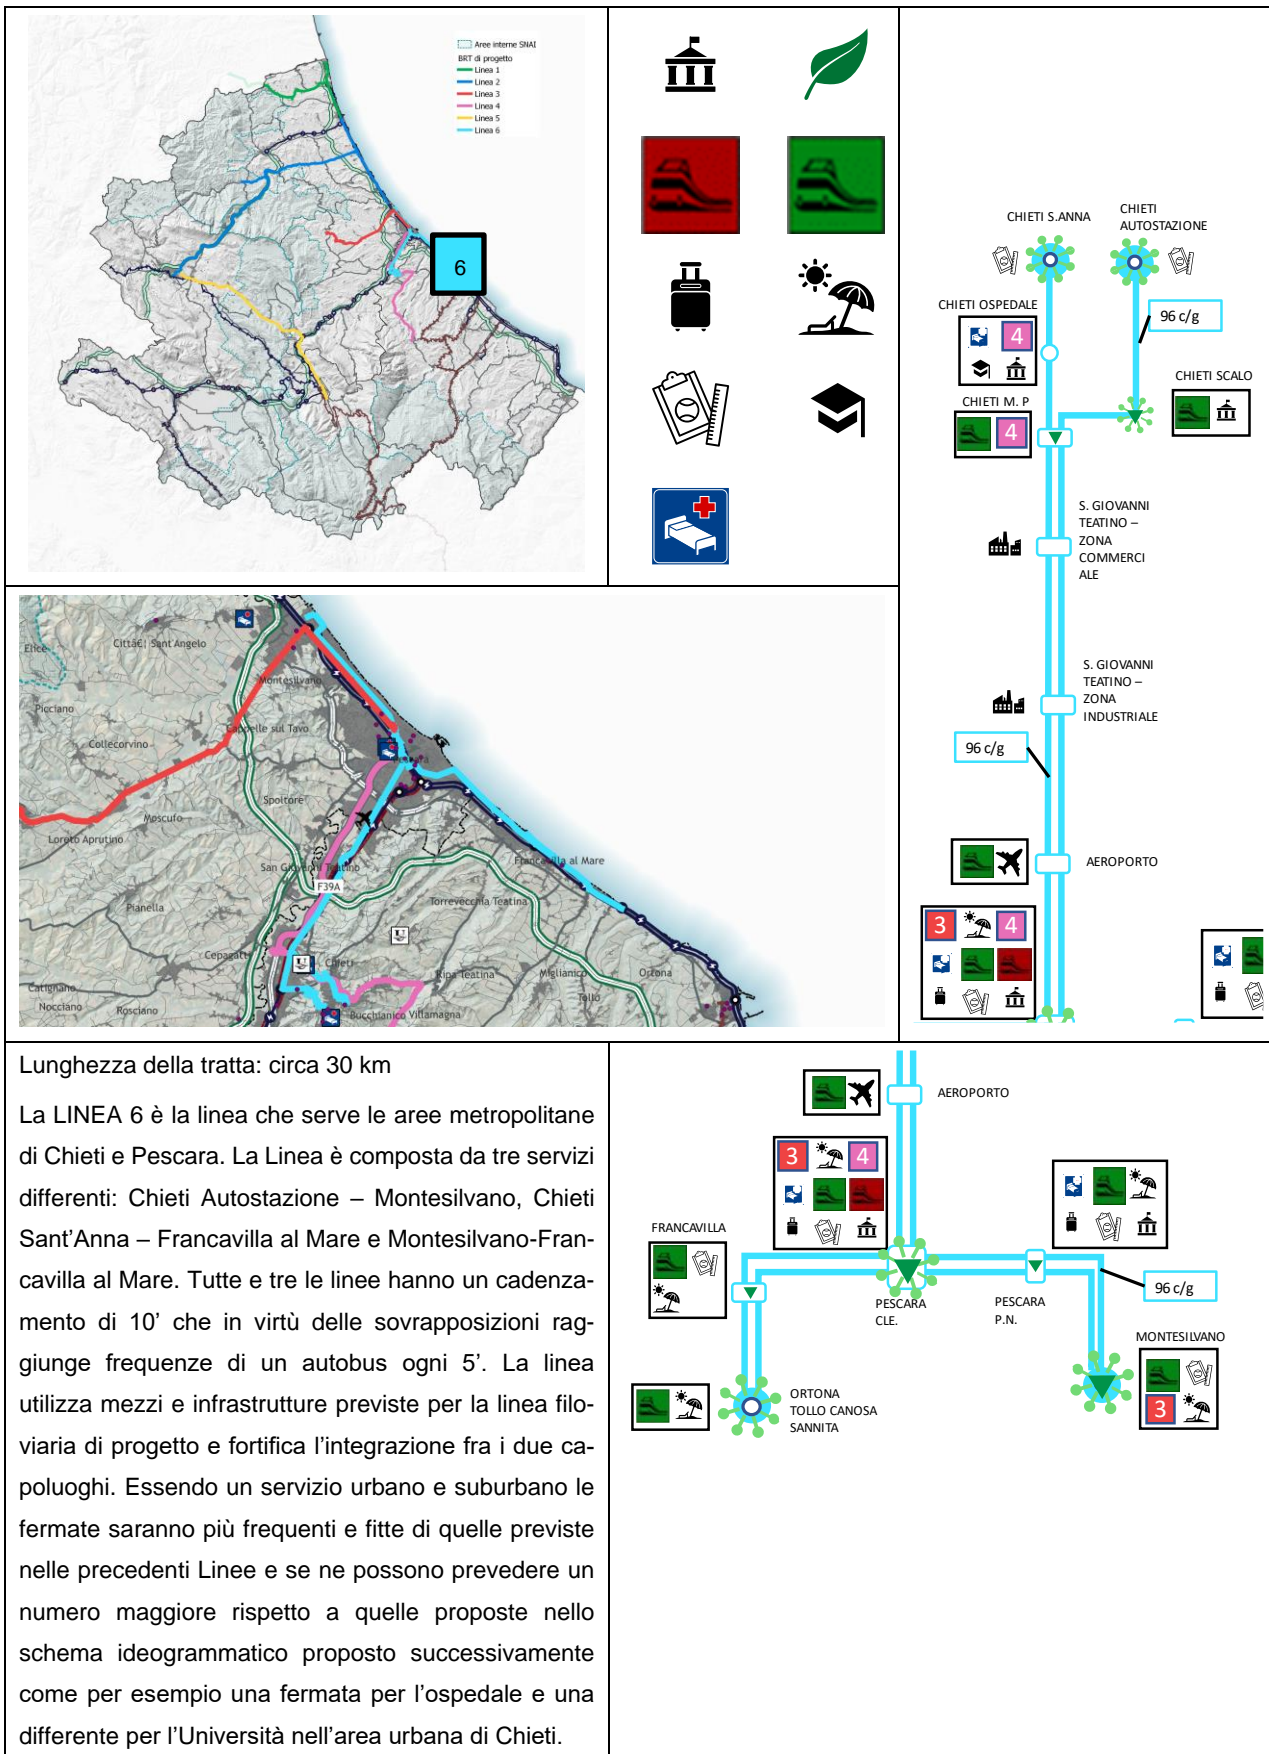 Aree interne SNAI
BRT di progetto
Linea 1
Linea 2
Linea 3
Linea 4
Linea 5
Linea 6
6
CHIETI S.ANNA
CHIETI
AUTOSTAZIONE
CHIETI OSPEDALE
4
96 c/g
CHIETI M. P
4
CHIETI SCALO
S. GIOVANNI
TEATINO –
ZONA
COMMERCI
ALE
S. GIOVANNI
TEATINO –
ZONA
INDUSTRIALE
96 c/g
AEROPORTO
3
4
Elice
Città€¦ Sant'Angelo
Montesilvano
Picciano
Collecorvino
Cappelle sul Tavo
Spoltore
Moscufo
Loreto Aprutino
San Giovanni Teatino
F39A
Francavilla al Mare
Pianella
Torrevecchia Teatina
Cepagatti
Chieti
Ripa Teatina
Miglianico
Ortona
Tollo
Catignano
Nocciano
Rosciano
Bucchianico
Villamagna
Lunghezza della tratta: circa 30 km
La LINEA 6 è la linea che serve le aree metropolitane
di Chieti e Pescara. La Linea è composta da tre servizi
differenti: Chieti Autostazione – Montesilvano, Chieti
Sant’Anna – Francavilla al Mare e Montesilvano-Fran-
cavilla al Mare. Tutte e tre le linee hanno un cadenza-
mento di 10’ che in virtù delle sovrapposizioni rag-
giunge frequenze di un autobus ogni 5’. La linea
utilizza mezzi e infrastrutture previste per la linea filo-
viaria di progetto e fortifica l’integrazione fra i due ca-
poluoghi. Essendo un servizio urbano e suburbano le
fermate saranno più frequenti e fitte di quelle previste
nelle precedenti Linee e se ne possono prevedere un
numero maggiore rispetto a quelle proposte nello
schema ideogrammatico proposto successivamente
come per esempio una fermata per l’ospedale e una
differente per l’Università nell’area urbana di Chieti.
AEROPORTO
3
4
FRANCAVILLA
PESCARA
CLE.
PESCARA
P.N.
96 c/g
MONTESILVANO
3
ORTONA
TOLLO CANOSA
SANNITA